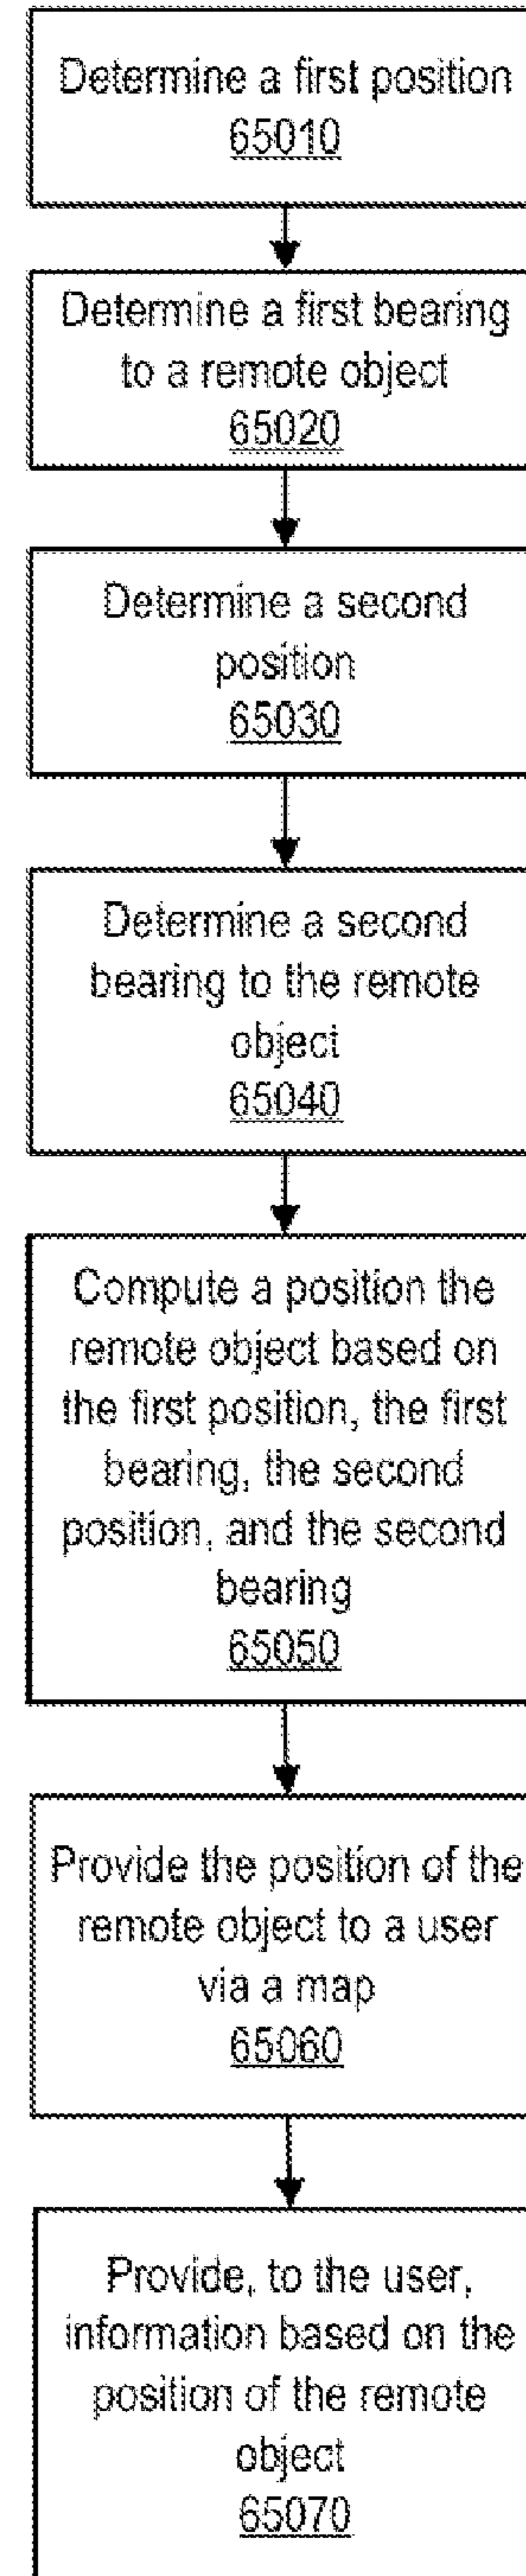 Determine a first position
65010
Determine a first bearing
to a remote object
65020
Determine a second
position
65030
Determine a second
bearing to the remote
object
65040
Compute a position the
remote object based on
the first position, the first
bearing, the second
position, and the second
bearing
65050
Provide the position of the
remote object to a user
via a map
65060
Provide, to the user,
information based on the
position of the remote
object
65070